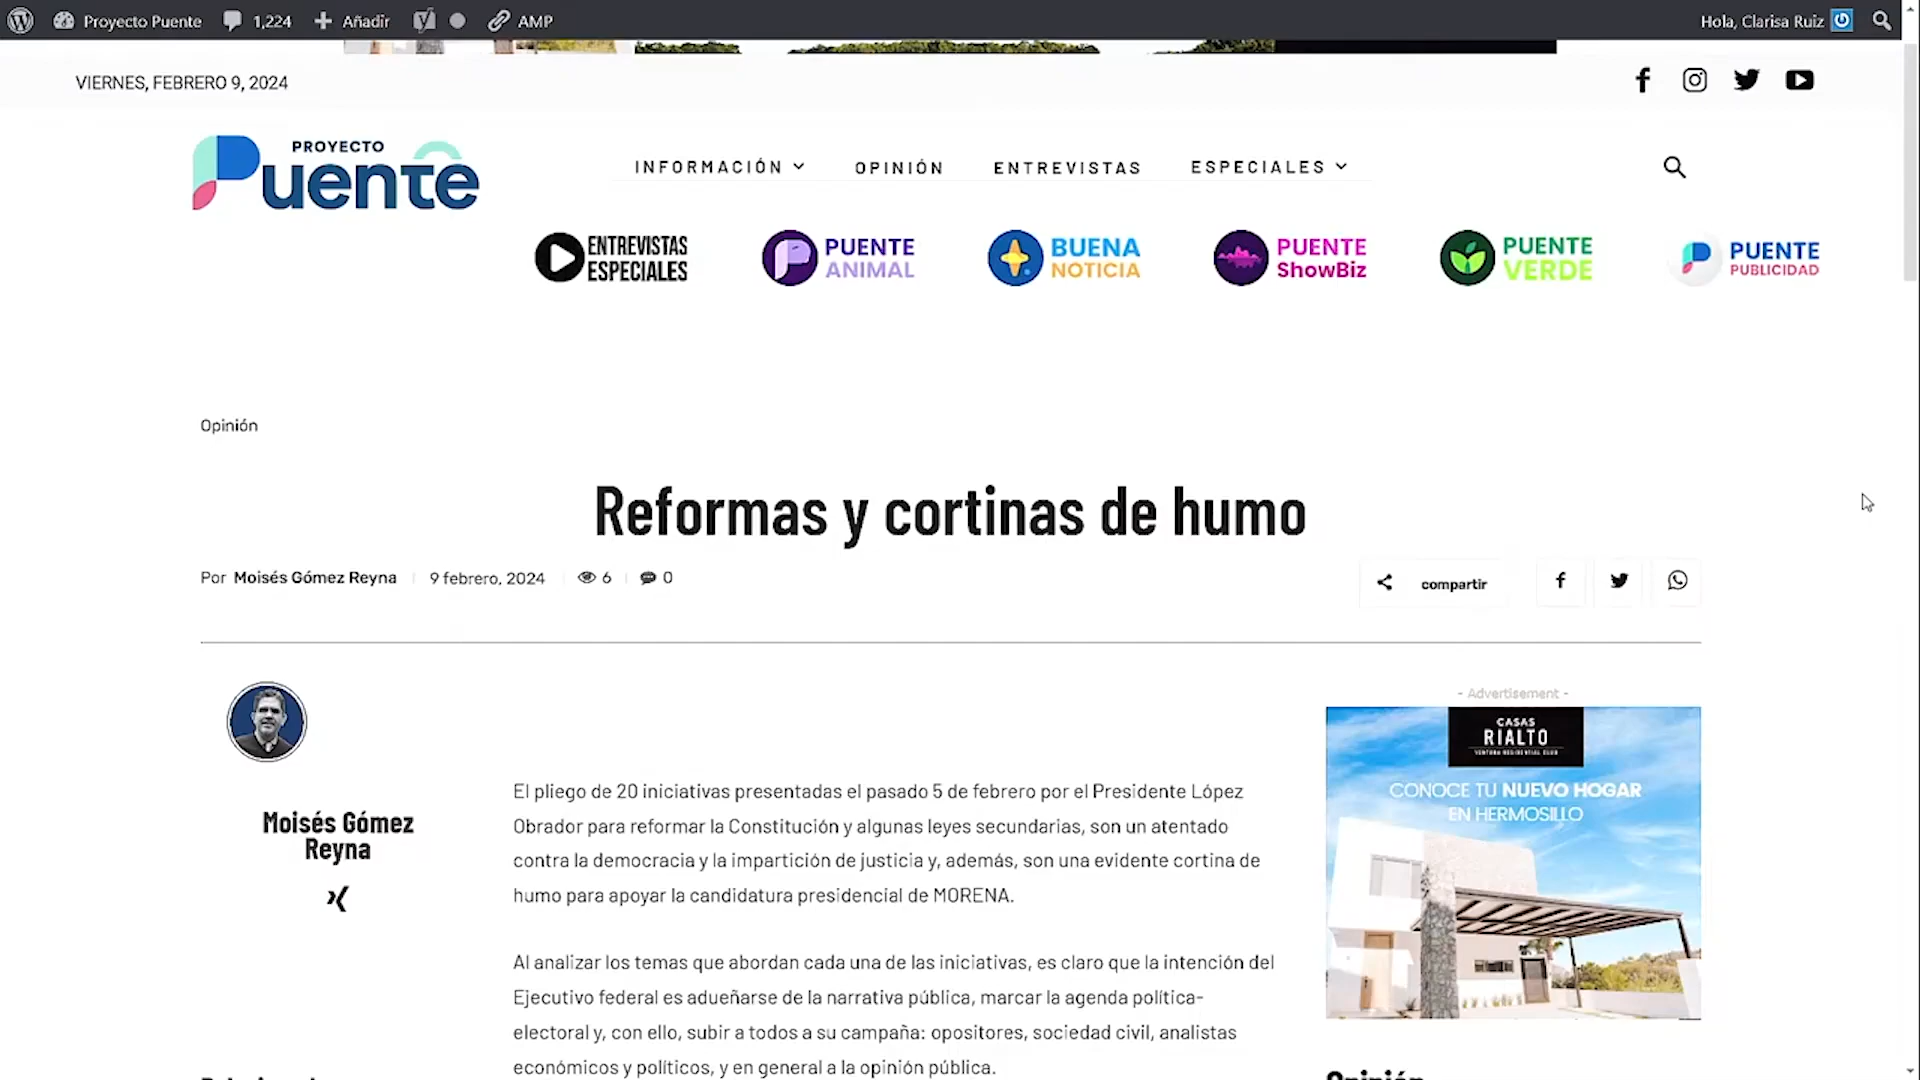 Proyecto Puente 1,224 Añadir AMP Hola, Clarisa Ruiz
VIERNES, FEBRERO 9, 2024
PROYECTO
Puente
INFORMACIÓN OPINIÓN ENTREVISTAS ESPECIALES
ENTREVISTAS ESPECIALES
PUENTE ANIMAL
BUENA NOTICIA
PUENTE ShowBiz
PUENTE VERDE
PUENTE PUBLICIDAD
Opinión
Reformas y cortinas de humo
Por Moisés Gómez Reyna 9 febrero, 2024 6 0
compartir
Moisés Gómez
Reyna
El pliego de 20 iniciativas presentadas el pasado 5 de febrero por el Presidente López
Obrador para reformar la Constitución y algunas leyes secundarias, son un atentado
contra la democracia y la impartición de justicia y, además, son una evidente cortina de
humo para apoyar la candidatura presidencial de MORENA.
Al analizar los temas que abordan cada una de las iniciativas, es claro que la intención del
Ejecutivo federal es adueñarse de la narrativa pública, marcar la agenda política-
electoral y, con ello, subir a todos a su campaña: opositores, sociedad civil, analistas
económicos y políticos, y en general a la opinión pública.
- Advertisement -
CASAS
RIALTO
VENTURA RESIDENTIAL CLUB
CONOCE TU NUEVO HOGAR
EN HERMOSILLO
Opinión